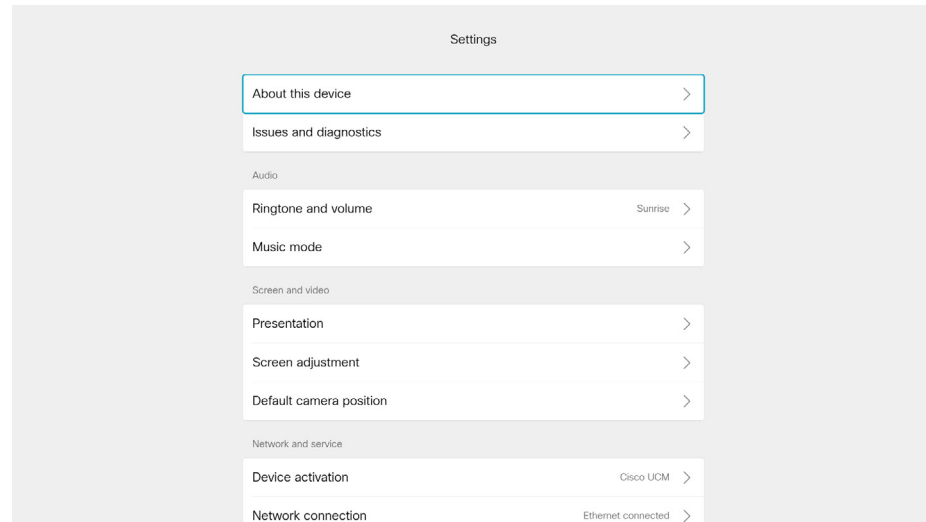 Settings
About this device
Issues and diagnostics
Audio
Ringtone and volume Sunrise
Music mode
Screen and video
Presentation
Screen adjustment
Default camera position
Network and service
Device activation Cisco UCM
Network connection Ethernet connected